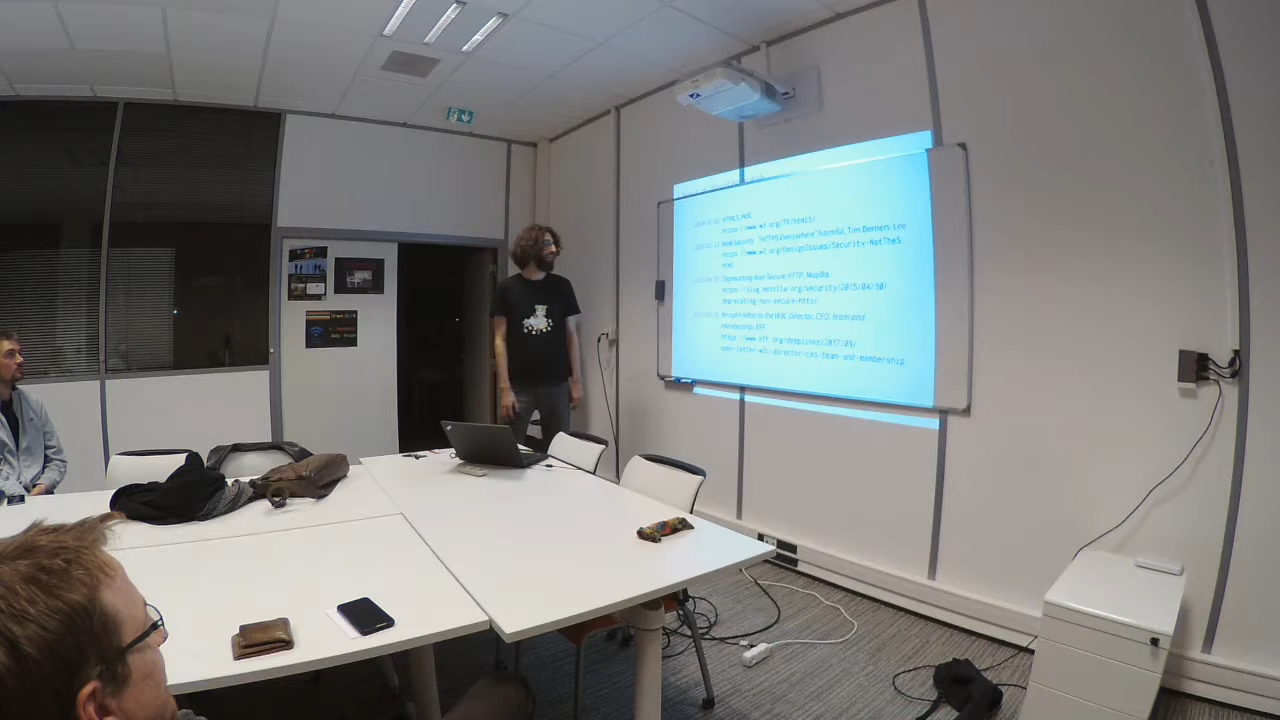 HTML5, W3C
https://www.w3.org/TR/html5/
Web Security "HTTPS Everywhere" harmful, Tim Berners-Lee
https://www.w3.org/DesignIssues/Security-NotTheS
html
Deprecating Non-Secure HTTP, Mozilla
https://blog.mozilla.org/security/2015/04/30/
deprecating-non-secure-http/
An open letter to the W3C Director, CEO, team and
membership, EFF
https://www.eff.org/deeplinks/2017/09/
open-letter-w3c-director-ceo-team-and-membership